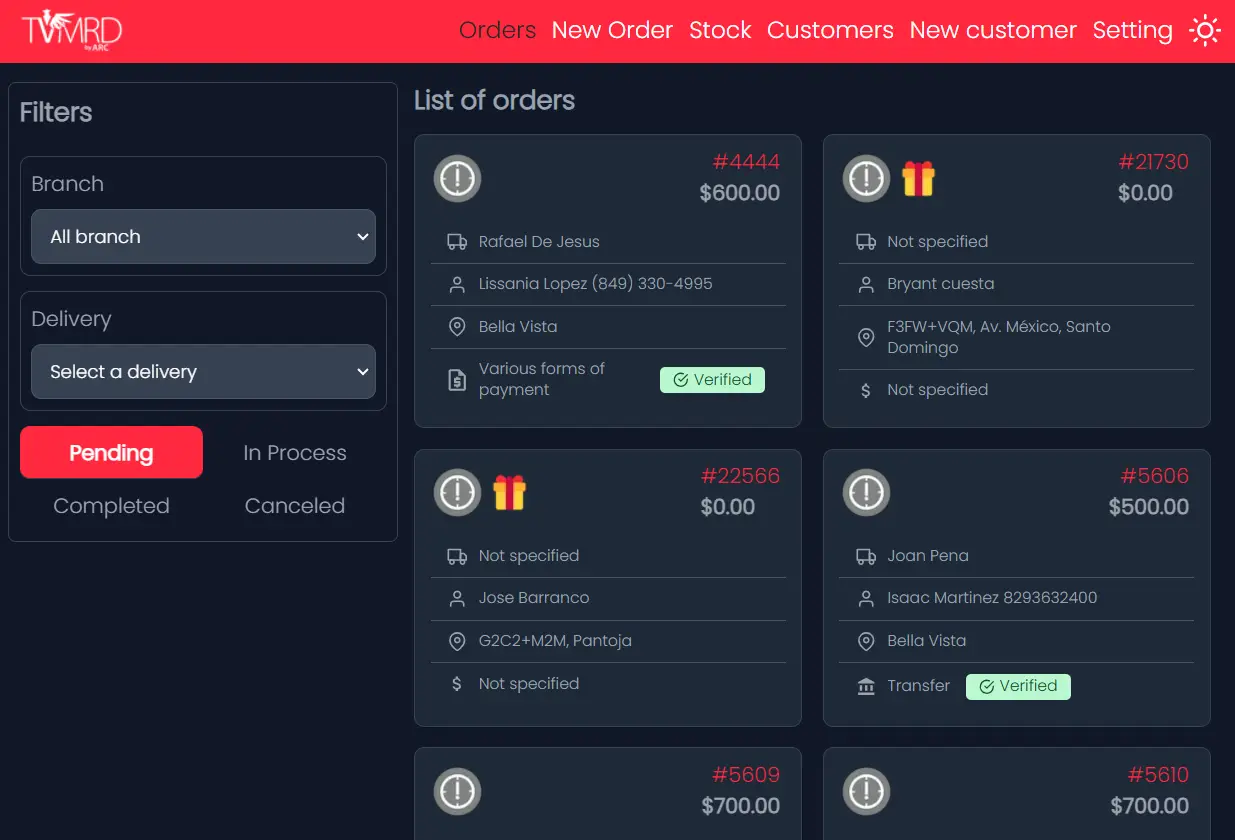 TVMRD
by ARC
Orders New Order Stock Customers New customer Setting
Filters
Branch
All branch
Delivery
Select a delivery
Pending
In Process
Completed
Canceled
List of orders
#4444
$600.00
Rafael De Jesus
Lissania Lopez (849) 330-4995
Bella Vista
Various forms of
payment
Verified
#21730
$0.00
Not specified
Bryant cuesta
F3FW+VQM, Av. México, Santo
Domingo
$ Not specified
#22566
$0.00
Not specified
Jose Barranco
G2C2+M2M, Pantoja
$ Not specified
#5606
$500.00
Joan Pena
Isaac Martinez 8293632400
Bella Vista
Transfer Verified
#5609
$700.00
#5610
$700.00